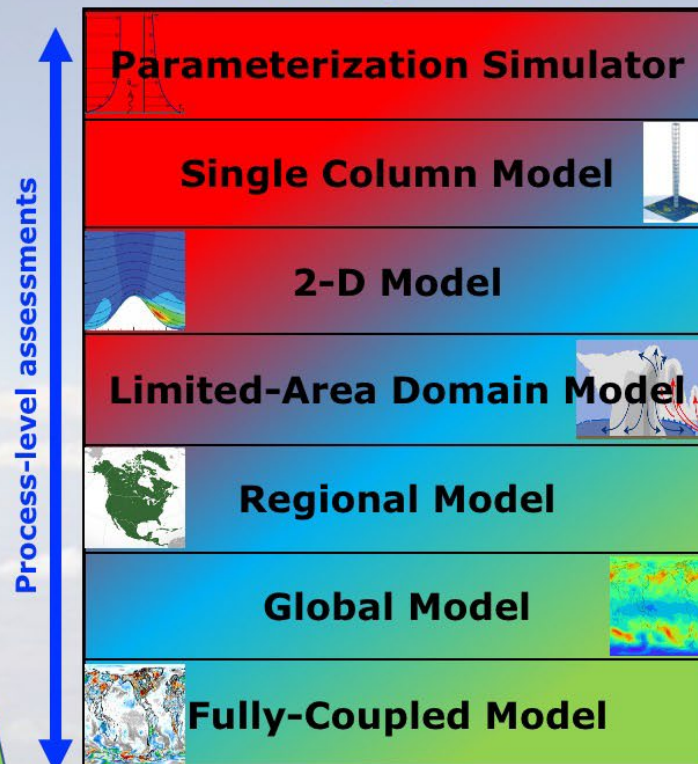 Process-level assessments
Parameterization Simulator
Single Column Model
2-D Model
Limited-Area Domain Model
Regional Model
Global Model
Fully-Coupled Model